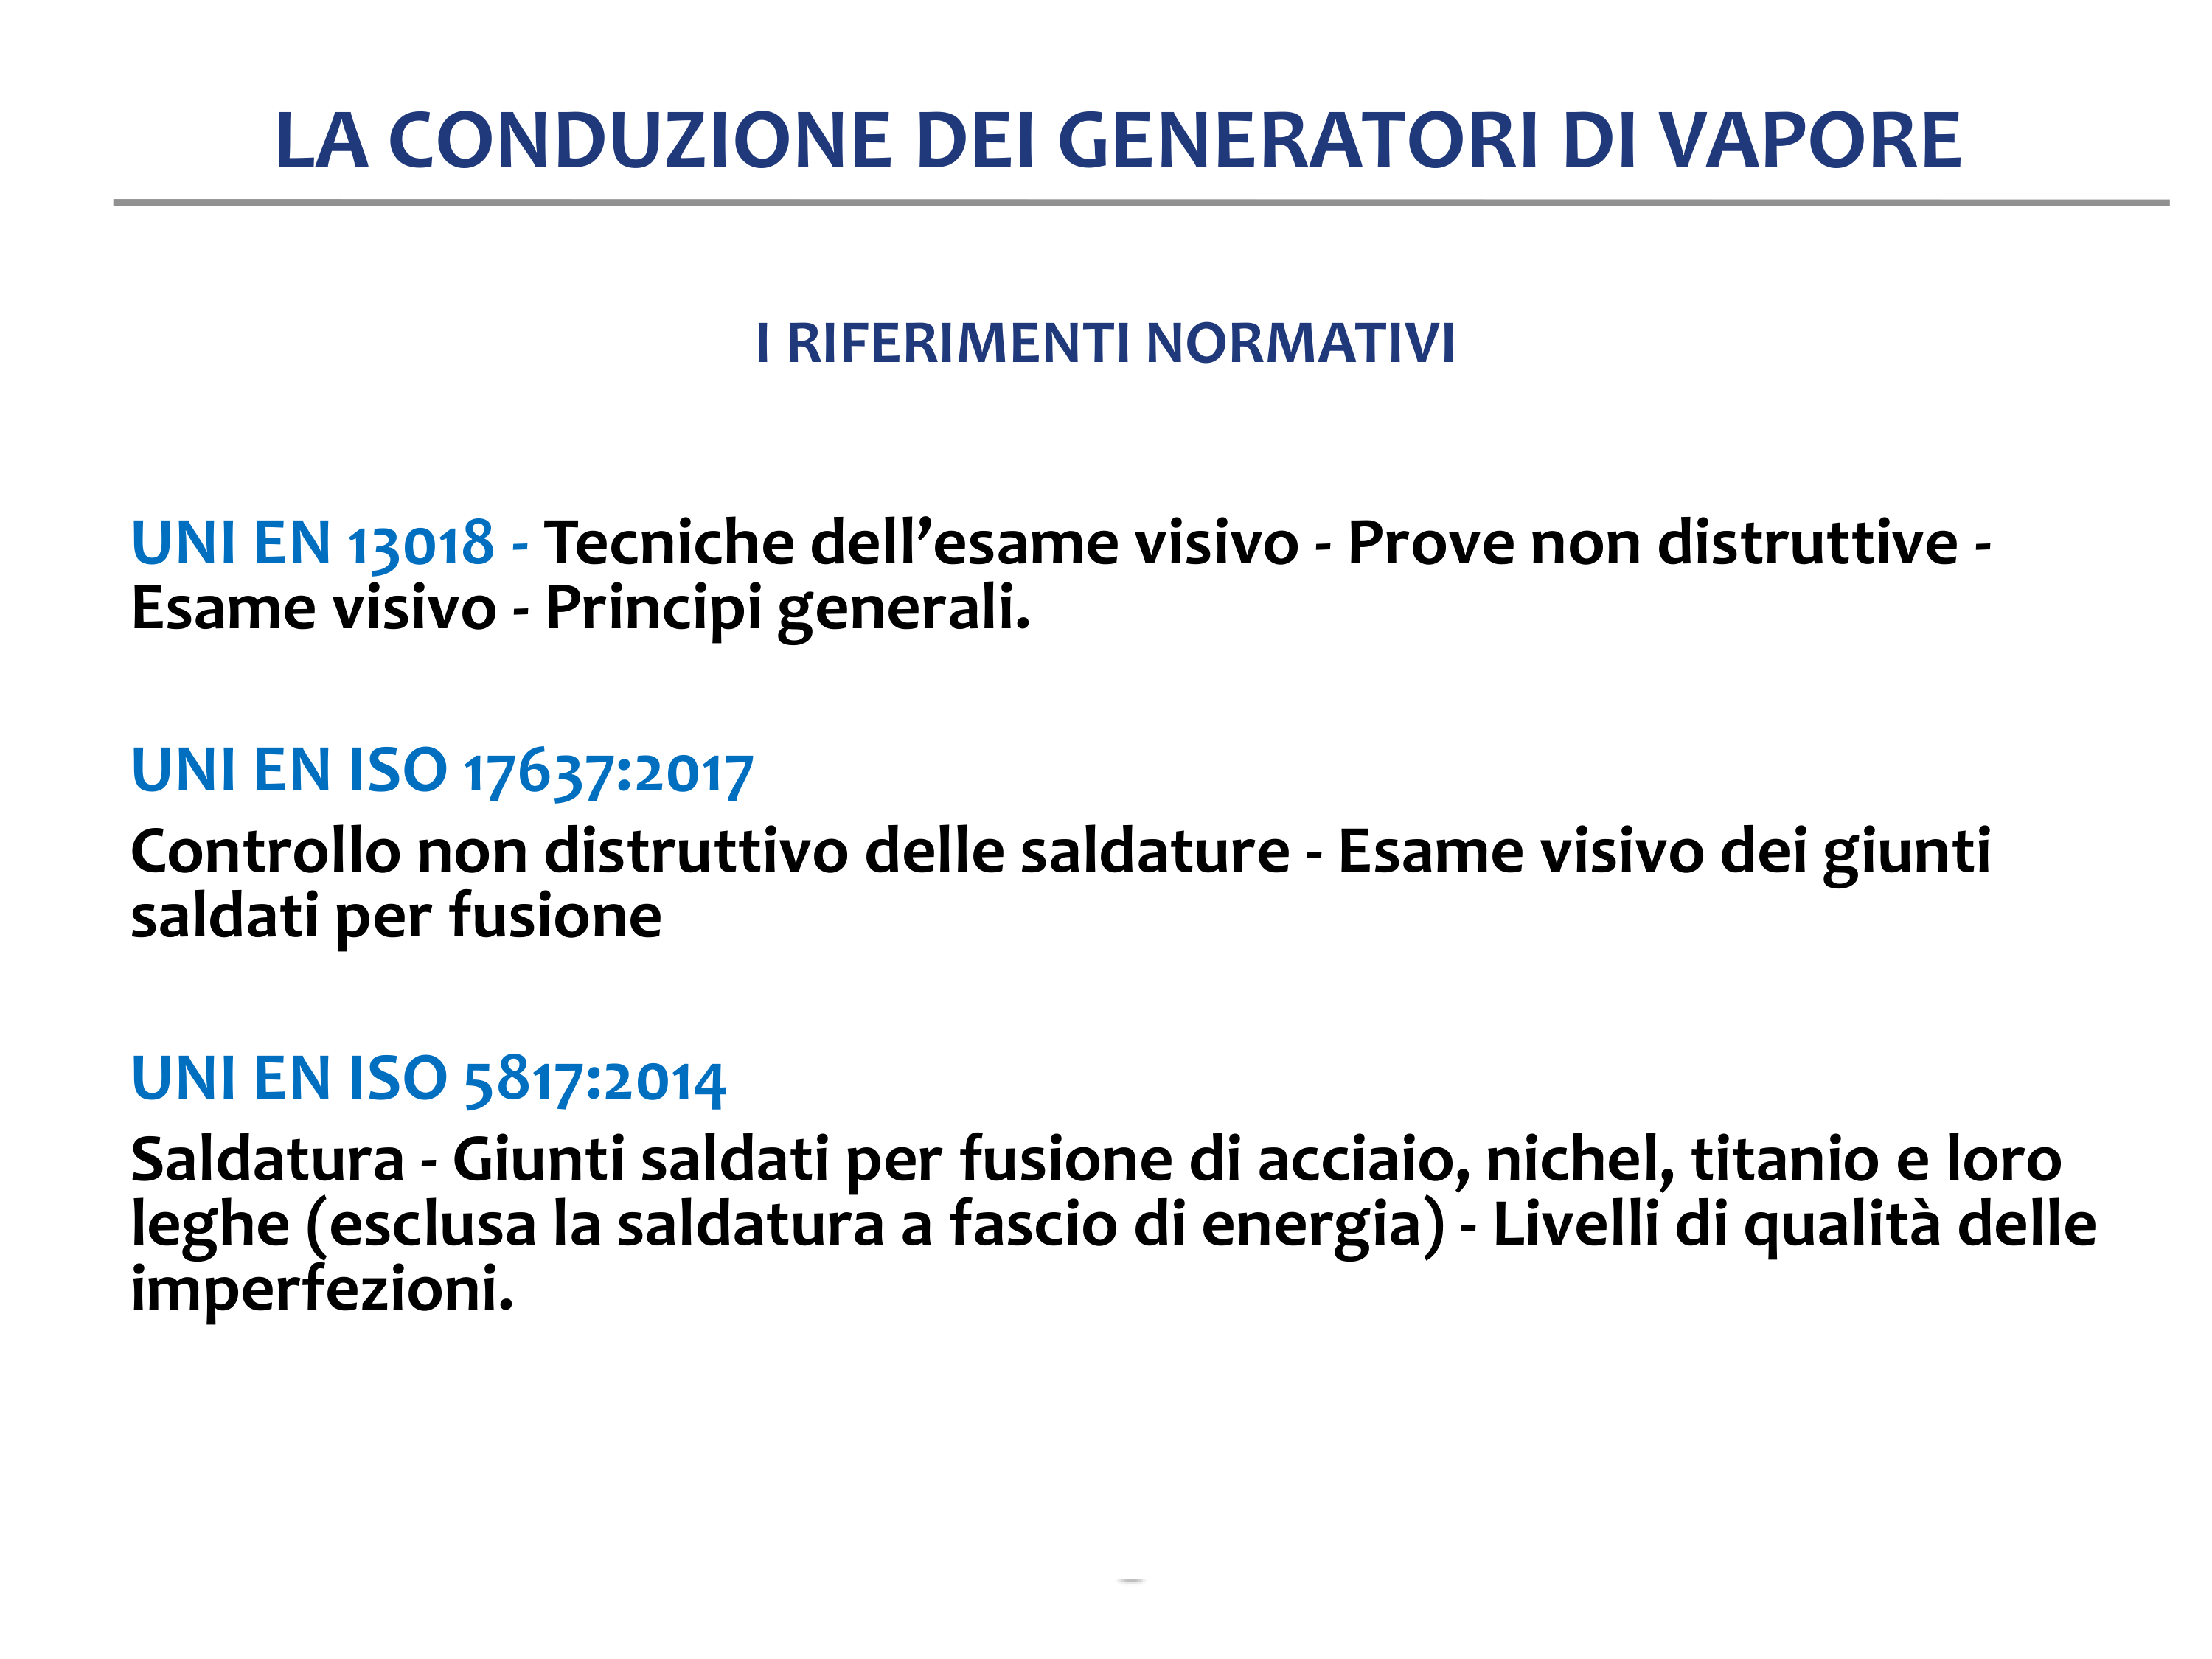 LA CONDUZIONE DEI GENERATORI DI VAPORE
I RIFERIMENTI NORMATIVI
UNI EN 13018 - Tecniche dell’esame visivo - Prove non distruttive -
Esame visivo - Principi generali.
UNI EN ISO 17637:2017
Controllo non distruttivo delle saldature - Esame visivo dei giunti
saldati per fusione
UNI EN ISO 5817:2014
Saldatura - Giunti saldati per fusione di acciaio, nichel, titanio e loro
leghe (esclusa la saldatura a fascio di energia) - Livelli di qualità delle
imperfezioni.